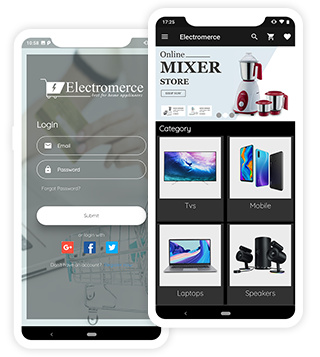 10:58
Electromerce
Best for home Appliances
Login
Email
Password
Forgot Password?
Submit
or login with
G+
Don't have an account?
17:25
Electromerce
Online
MIXER
STORE
SHOP NOW
Category
Tvs
Mobile
Laptops
Speakers